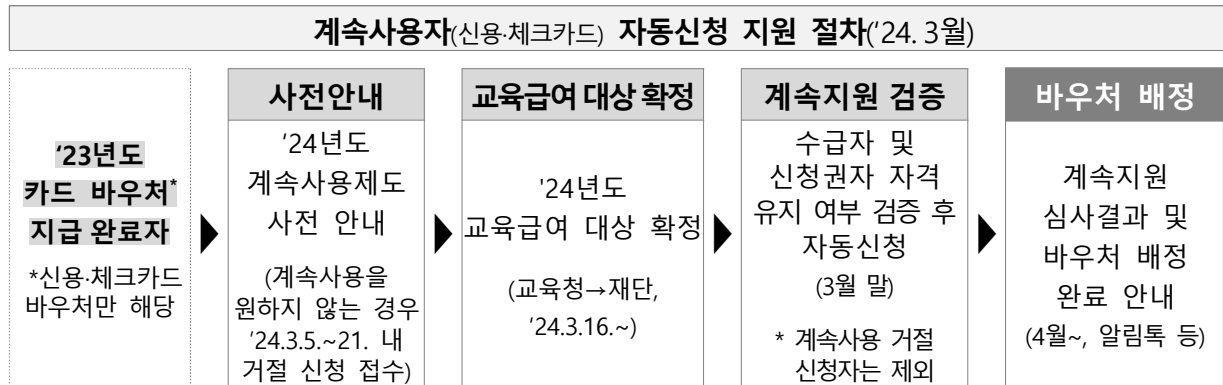 계속사용자(신용·체크카드) 자동신청 지원 절차(‘24. 3월)
‘23년도
카드 바우처*
지급 완료자
*신용·체크카드
바우처만 해당
사전안내
‘24년도
계속사용제도
사전 안내
(계속사용을
원하지 않는 경우
‘24.3.5.~21. 내
거절 신청 접수)
교육급여 대상 확정
'24년도
교육급여 대상 확정
(교육청→재단,
‘24.3.16.~)
계속지원 검증
수급자 및
신청권자 자격
유지 여부 검증 후
자동신청
(3월 말)
* 계속사용 거절
신청자는 제외
바우처 배정
계속지원
심사결과 및
바우처 배정
완료 안내
(4월~, 알림톡 등)